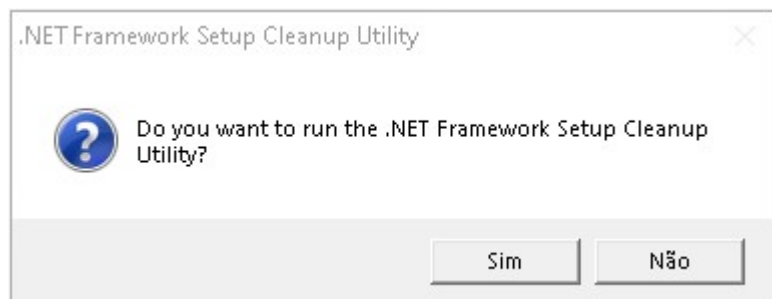 .NET Framework Setup Cleanup Utility
Do you want to run the .NET Framework Setup Cleanup
Utility?
Sim
Não